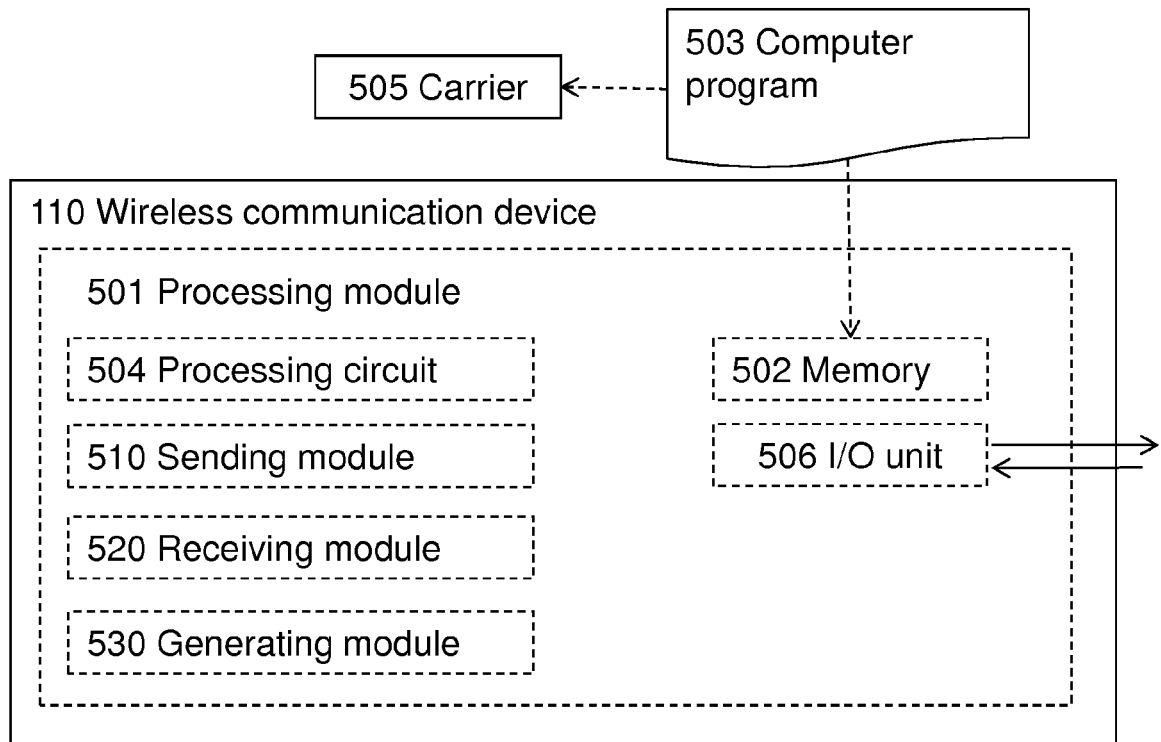 503 Computer
program
505 Carrier
110 Wireless communication device
501 Processing module
504 Processing circuit
502 Memory
510 Sending module
506 I/O unit
520 Receiving module
530 Generating module